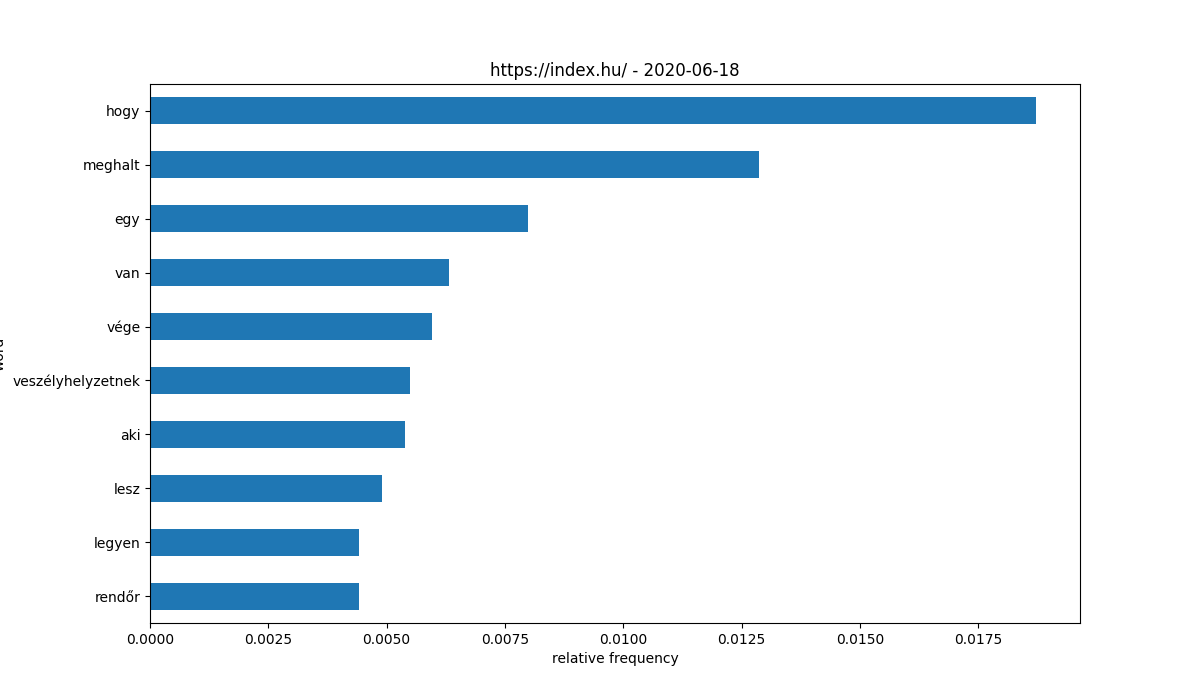 https://index.hu/ - 2020-06-18
hogy
meghalt
egy
van
vége
veszélyhelyzetnek
aki
lesz
legyen
rendőr
0.0000 0.0025 0.0050 0.0075 0.0100 0.0125 0.0150 0.0175
relative frequency